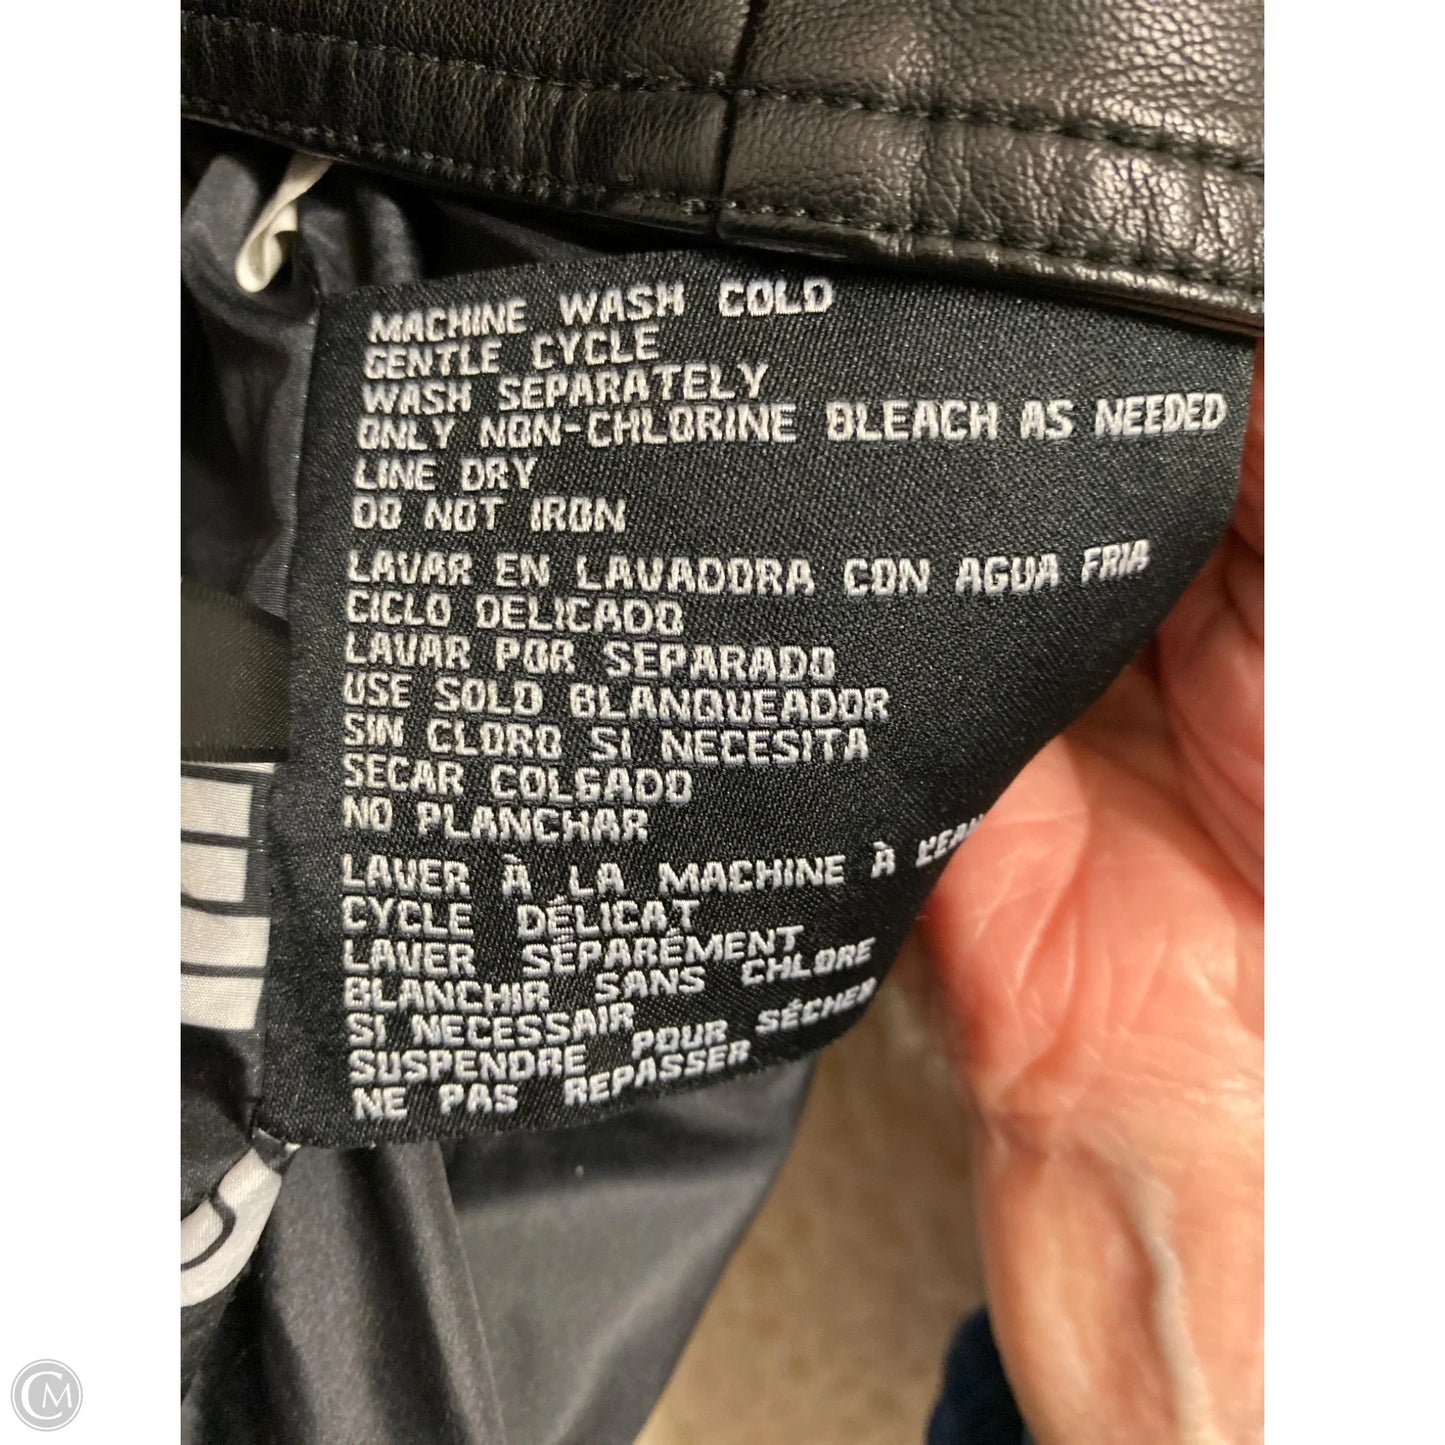 MACHINE WASH COLD
GENTLE CYCLE
WASH SEPARATELY
ONLY NON-CHLORINE BLEACH AS NEEDED
LINE DRY
DO NOT IRON
LAVAR EN LAVADORA CON AGUA FRIA
CICLO DELICADO
LAVAR POR SEPARADO
USE SOLO BLANQUEADOR
SIN CLORO SI NECESITA
SECAR COLGADO
NO PLANCHAR
LAVER À LA MACHINE À L'EAU
CYCLE DÉLICAT
LAVER SÉPARÉMENT
BLANCHIR SANS CHLORE
SI NECESSAIR
SUSPENDRE POUR SÉCHER
NE PAS REPASSER
CM